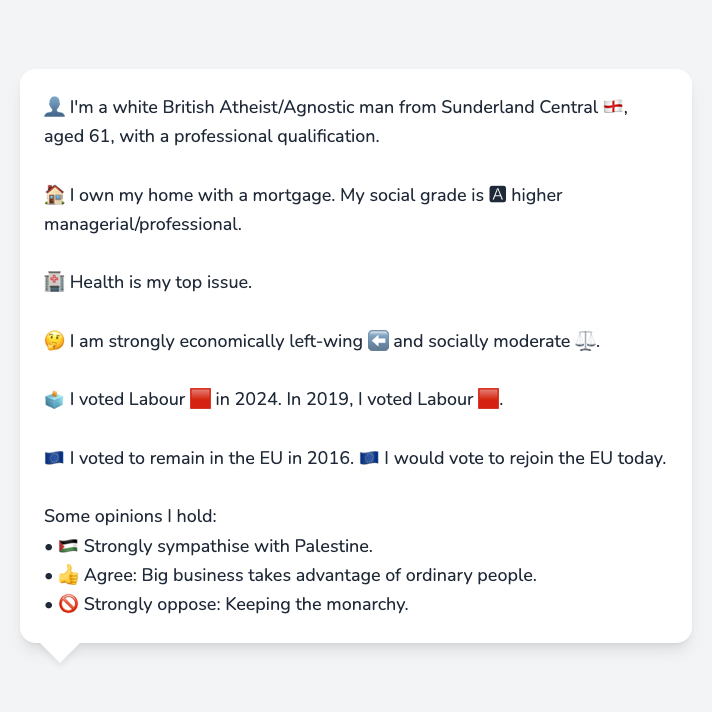 👤 I'm a white British Atheist/Agnostic man from Sunderland Central 🏴󠁧󠁢󠁥󠁮󠁧󠁿,
aged 61, with a professional qualification.
🏠 I own my home with a mortgage. My social grade is 🅰 higher
managerial/professional.
🏥 Health is my top issue.
🤔 I am strongly economically left-wing ⬅️ and socially moderate ⚖️.
🗳️ I voted Labour 🟥 in 2024. In 2019, I voted Labour 🟥.
🇪🇺 I voted to remain in the EU in 2016. 🇪🇺 I would vote to rejoin the EU today.
Some opinions I hold:
• 🇵🇸 Strongly sympathise with Palestine.
• 👍 Agree: Big business takes advantage of ordinary people.
• 🚫 Strongly oppose: Keeping the monarchy.